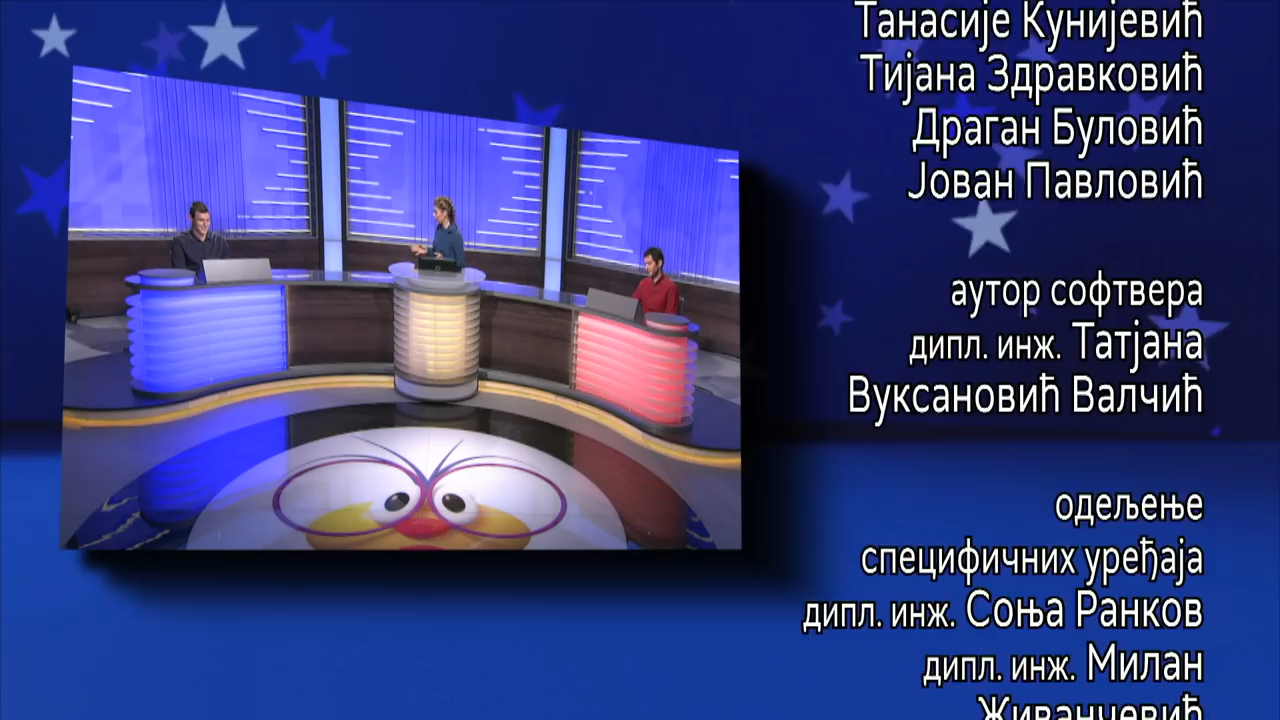 Танасије Кунијевић
Тијана Здравковић
Драган Буловић
Јован Павловић
аутор софтвера
дипл. инж. Татјана
Вуксановић Валчић
одељење
специфичних уређаја
дипл. инж. Соња Ранков
дипл. инж. Милан
Живанчевић